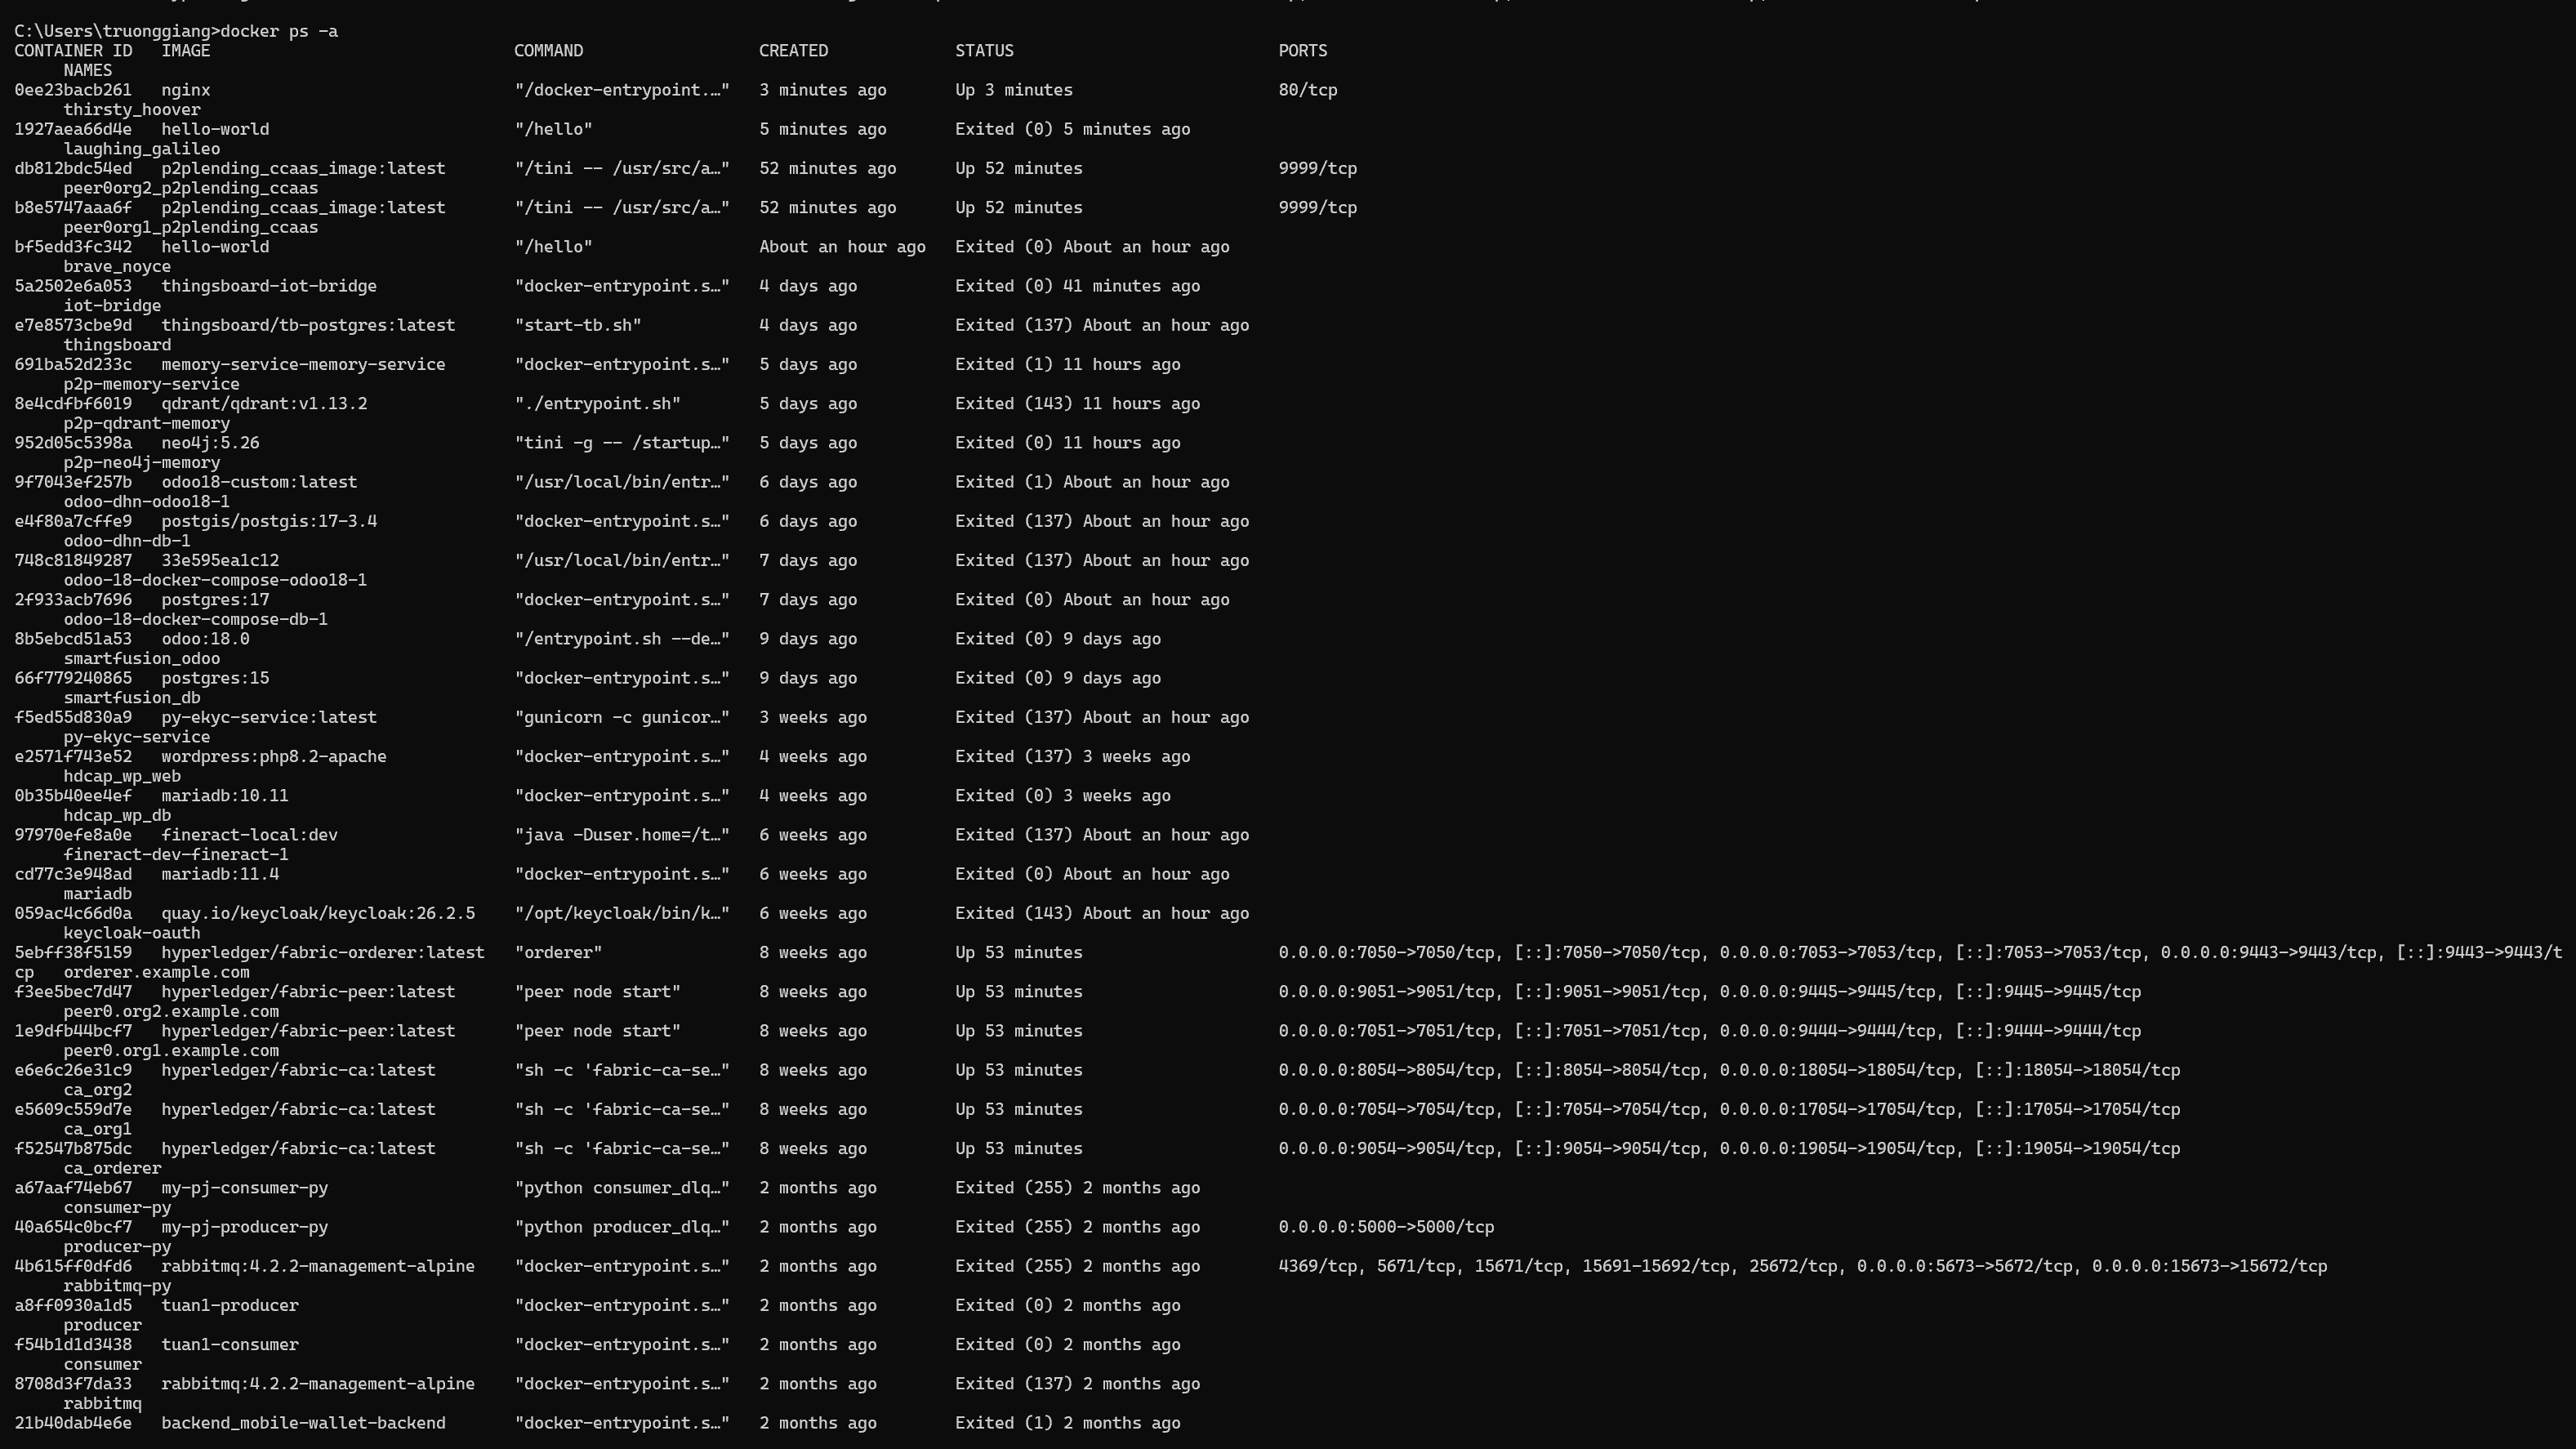 C:\Users\truonggiang>docker ps -a
CONTAINER ID   IMAGE                               COMMAND                  CREATED             STATUS                           PORTS
     NAMES
0ee23bacb261   nginx                               "/docker-entrypoint.…"   3 minutes ago       Up 3 minutes                     80/tcp
     thirsty_hoover
1927aea66d4e   hello-world                         "/hello"                 5 minutes ago       Exited (0) 5 minutes ago
     laughing_galileo
db812bdc54ed   p2plending_ccaas_image:latest       "/tini -- /usr/src/a…"   52 minutes ago      Up 52 minutes                    9999/tcp
     peer0org2_p2plending_ccaas
b8e5747aaa6f   p2plending_ccaas_image:latest       "/tini -- /usr/src/a…"   52 minutes ago      Up 52 minutes                    9999/tcp
     peer0org1_p2plending_ccaas
bf5edd3fc342   hello-world                         "/hello"                 About an hour ago   Exited (0) About an hour ago
     brave_noyce
5a2502e6a053   thingsboard-iot-bridge              "docker-entrypoint.s…"   4 days ago          Exited (0) 41 minutes ago
     iot-bridge
e7e8573cbe9d   thingsboard/tb-postgres:latest      "start-tb.sh"            4 days ago          Exited (137) About an hour ago
     thingsboard
691ba52d233c   memory-service-memory-service       "docker-entrypoint.s…"   5 days ago          Exited (1) 11 hours ago
     p2p-memory-service
8e4cdfbf6019   qdrant/qdrant:v1.13.2               "./entrypoint.sh"        5 days ago          Exited (143) 11 hours ago
     p2p-qdrant-memory
952d05c5398a   neo4j:5.26                          "tini -g -- /startup…"   5 days ago          Exited (0) 11 hours ago
     p2p-neo4j-memory
9f7043ef257b   odoo18-custom:latest                "/usr/local/bin/entr…"   6 days ago          Exited (1) About an hour ago
     odoo-dhn-odoo18-1
e4f80a7cffe9   postgis/postgis:17-3.4              "docker-entrypoint.s…"   6 days ago          Exited (137) About an hour ago
     odoo-dhn-db-1
748c81849287   33e595ea1c12                        "/usr/local/bin/entr…"   7 days ago          Exited (137) About an hour ago
     odoo-18-docker-compose-odoo18-1
2f933acb7696   postgres:17                         "docker-entrypoint.s…"   7 days ago          Exited (0) About an hour ago
     odoo-18-docker-compose-db-1
8b5ebcd51a53   odoo:18.0                           "/entrypoint.sh --de…"   9 days ago          Exited (0) 9 days ago
     smartfusion_odoo
66f779240865   postgres:15                         "docker-entrypoint.s…"   9 days ago          Exited (0) 9 days ago
     smartfusion_db
f5ed55d830a9   py-ekyc-service:latest              "gunicorn -c gunicor…"   3 weeks ago         Exited (137) About an hour ago
     py-ekyc-service
e2571f743e52   wordpress:php8.2-apache             "docker-entrypoint.s…"   4 weeks ago         Exited (137) 3 weeks ago
     hdcap_wp_web
0b35b40ee4ef   mariadb:10.11                       "docker-entrypoint.s…"   4 weeks ago         Exited (0) 3 weeks ago
     hdcap_wp_db
97970efe8a0e   fineract-local:dev                  "java -Duser.home=/t…"   6 weeks ago         Exited (137) About an hour ago
     fineract-dev-fineract-1
cd77c3e948ad   mariadb:11.4                        "docker-entrypoint.s…"   6 weeks ago         Exited (0) About an hour ago
     mariadb
059ac4c66d0a   quay.io/keycloak/keycloak:26.2.5    "/opt/keycloak/bin/k…"   6 weeks ago         Exited (143) About an hour ago
     keycloak-oauth
5ebff38f5159   hyperledger/fabric-orderer:latest   "orderer"                8 weeks ago         Up 53 minutes                    0.0.0.0:7050->7050/tcp, [::]:7050->7050/tcp, 0.0.0.0:7053->7053/tcp, [::]:7053->7053/tcp, 0.0.0.0:9443->9443/tcp, [::]:9443->9443/t
cp   orderer.example.com
f3ee5bec7d47   hyperledger/fabric-peer:latest      "peer node start"        8 weeks ago         Up 53 minutes                    0.0.0.0:9051->9051/tcp, [::]:9051->9051/tcp, 0.0.0.0:9445->9445/tcp, [::]:9445->9445/tcp
     peer0.org2.example.com
1e9dfb44bcf7   hyperledger/fabric-peer:latest      "peer node start"        8 weeks ago         Up 53 minutes                    0.0.0.0:7051->7051/tcp, [::]:7051->7051/tcp, 0.0.0.0:9444->9444/tcp, [::]:9444->9444/tcp
     peer0.org1.example.com
e6e6c26e31c9   hyperledger/fabric-ca:latest        "sh -c 'fabric-ca-se…"   8 weeks ago         Up 53 minutes                    0.0.0.0:8054->8054/tcp, [::]:8054->8054/tcp, 0.0.0.0:18054->18054/tcp, [::]:18054->18054/tcp
     ca_org2
e5609c559d7e   hyperledger/fabric-ca:latest        "sh -c 'fabric-ca-se…"   8 weeks ago         Up 53 minutes                    0.0.0.0:7054->7054/tcp, [::]:7054->7054/tcp, 0.0.0.0:17054->17054/tcp, [::]:17054->17054/tcp
     ca_org1
f52547b875dc   hyperledger/fabric-ca:latest        "sh -c 'fabric-ca-se…"   8 weeks ago         Up 53 minutes                    0.0.0.0:9054->9054/tcp, [::]:9054->9054/tcp, 0.0.0.0:19054->19054/tcp, [::]:19054->19054/tcp
     ca_orderer
a67aaf74eb67   my-pj-consumer-py                   "python consumer_dlq…"   2 months ago        Exited (255) 2 months ago
     consumer-py
40a654c0bcf7   my-pj-producer-py                   "python producer_dlq…"   2 months ago        Exited (255) 2 months ago        0.0.0.0:5000->5000/tcp
     producer-py
4b615ff0dfd6   rabbitmq:4.2.2-management-alpine    "docker-entrypoint.s…"   2 months ago        Exited (255) 2 months ago        4369/tcp, 5671/tcp, 15671/tcp, 15691-15692/tcp, 25672/tcp, 0.0.0.0:5673->5672/tcp, 0.0.0.0:15673->15672/tcp
     rabbitmq-py
a8ff0930a1d5   tuan1-producer                      "docker-entrypoint.s…"   2 months ago        Exited (0) 2 months ago
     producer
f54b1d1d3438   tuan1-consumer                      "docker-entrypoint.s…"   2 months ago        Exited (0) 2 months ago
     consumer
8708d3f7da33   rabbitmq:4.2.2-management-alpine    "docker-entrypoint.s…"   2 months ago        Exited (137) 2 months ago
     rabbitmq
21b40dab4e6e   backend_mobile-wallet-backend       "docker-entrypoint.s…"   2 months ago        Exited (1) 2 months ago